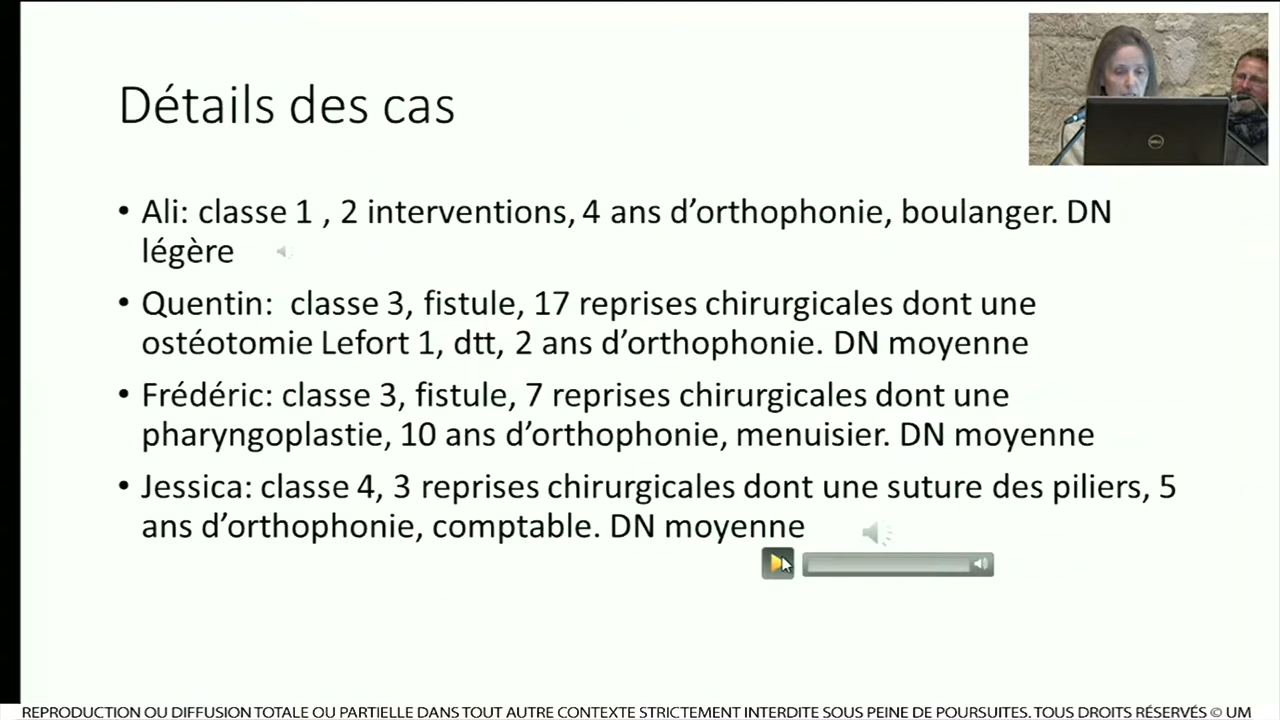 Détails des cas
• Ali: classe 1 , 2 interventions, 4 ans d’orthophonie, boulanger. DN
légère
• Quentin:  classe 3, fistule, 17 reprises chirurgicales dont une
ostéotomie Lefort 1, dtt, 2 ans d’orthophonie. DN moyenne
• Frédéric: classe 3, fistule, 7 reprises chirurgicales dont une
pharyngoplastie, 10 ans d’orthophonie, menuisier. DN moyenne
• Jessica: classe 4, 3 reprises chirurgicales dont une suture des piliers, 5
ans d’orthophonie, comptable. DN moyenne
DELL
REPRODUCTION OU DIFFUSION TOTALE OU PARTIELLE DANS TOUT AUTRE CONTEXTE STRICTEMENT INTERDITE SOUS PEINE DE POURSUITES. TOUS DROITS RÉSERVÉS © UM